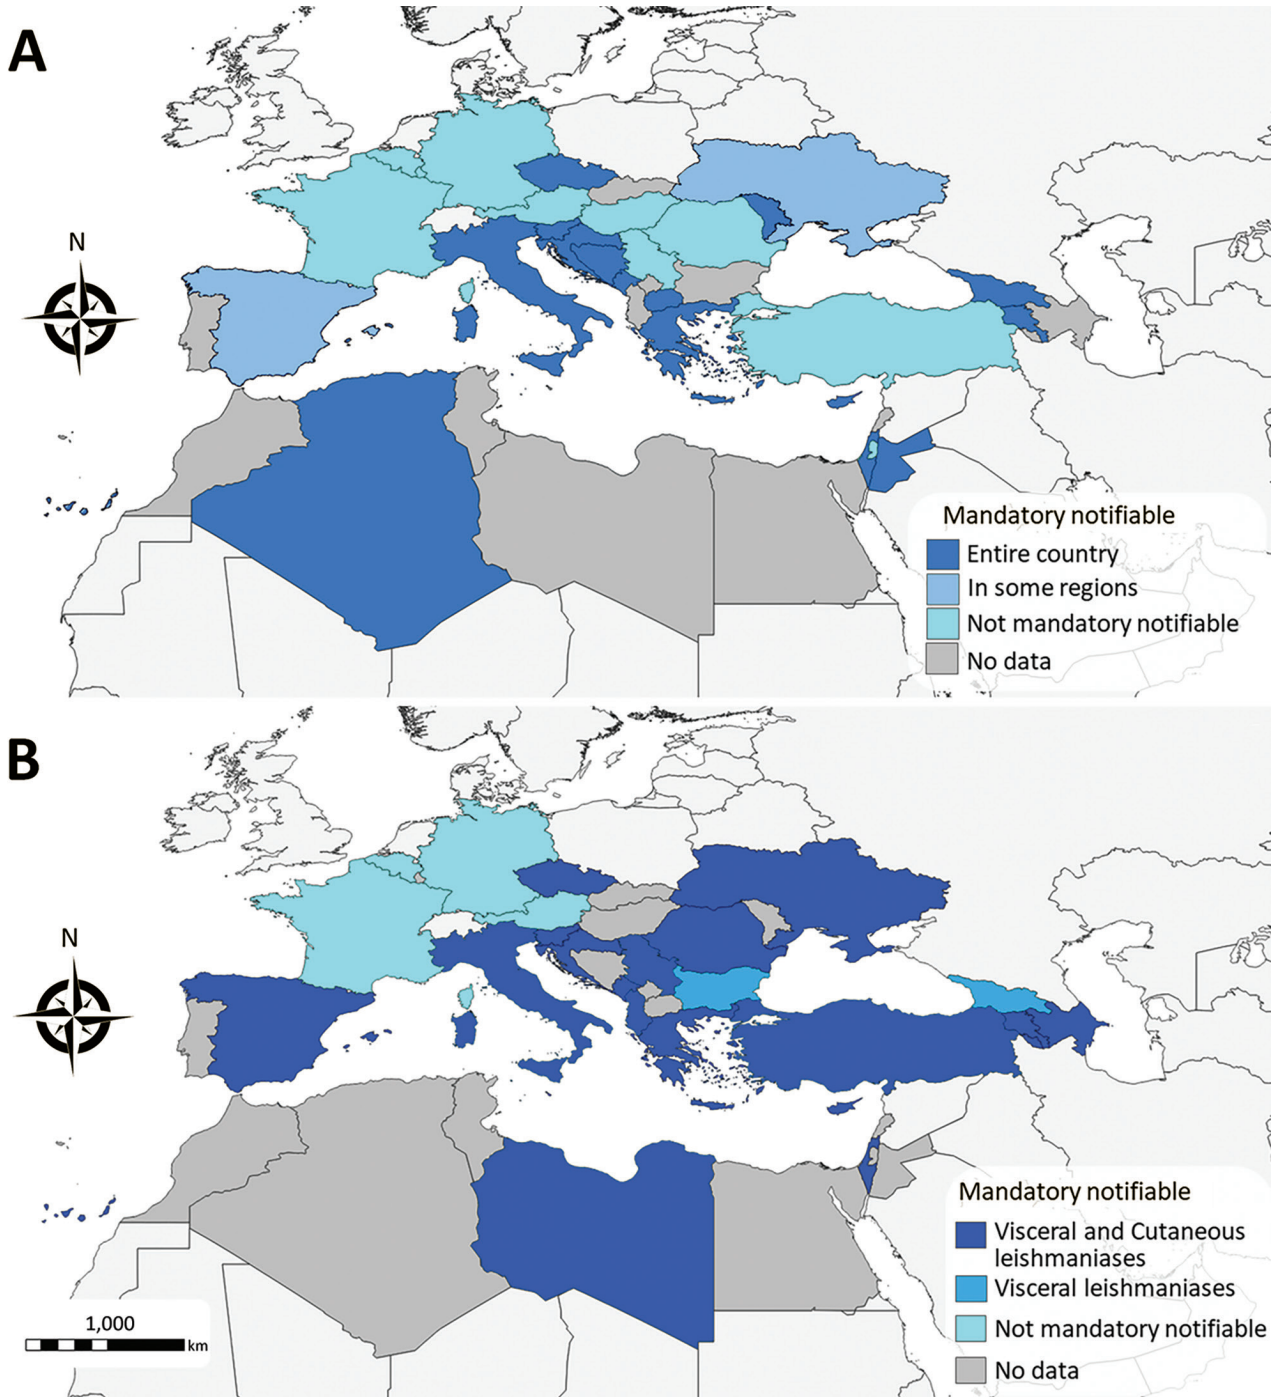 A
N
Mandatory notifiable
Entire country
In some regions
Not mandatory notifiable
No data
B
N
Mandatory notifiable
Visceral and Cutaneous
leishmaniases
Visceral leishmaniases
Not mandatory notifiable
No data
1,000
km